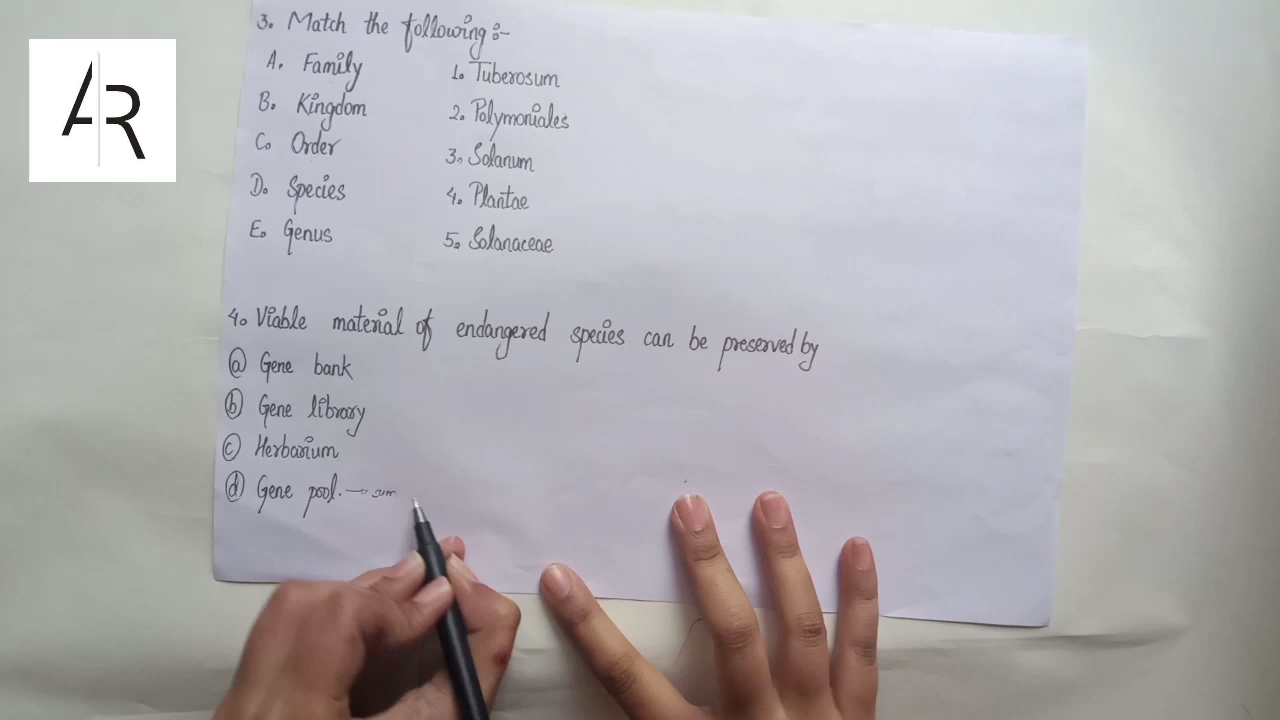 AR
3. Match the following :-
A. Family 1. Tuberosum
B. Kingdom 2. Polymoniales
C. Order 3. Solanum
D. Species 4. Plantae
E. Genus 5. Solanaceae
4. Viable material of endangered species can be preserved by
(a) Gene bank
(b) Gene library
(c) Herbarium
(d) Gene pool. → sum